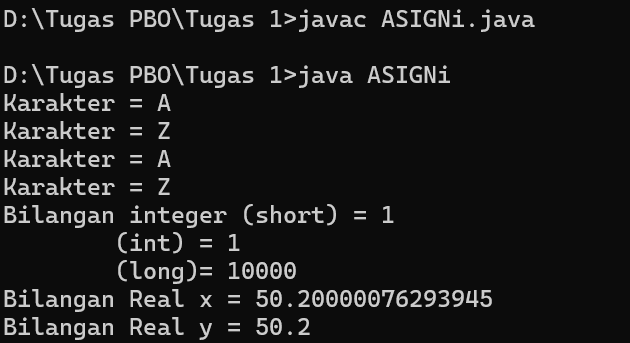 D:\Tugas PBO\Tugas 1>javac ASIGNi.java
D:\Tugas PBO\Tugas 1>java ASIGNi
Karakter = A
Karakter = Z
Karakter = A
Karakter = Z
Bilangan integer (short) = 1
        (int) = 1
        (long)= 10000
Bilangan Real x = 50.20000076293945
Bilangan Real y = 50.2